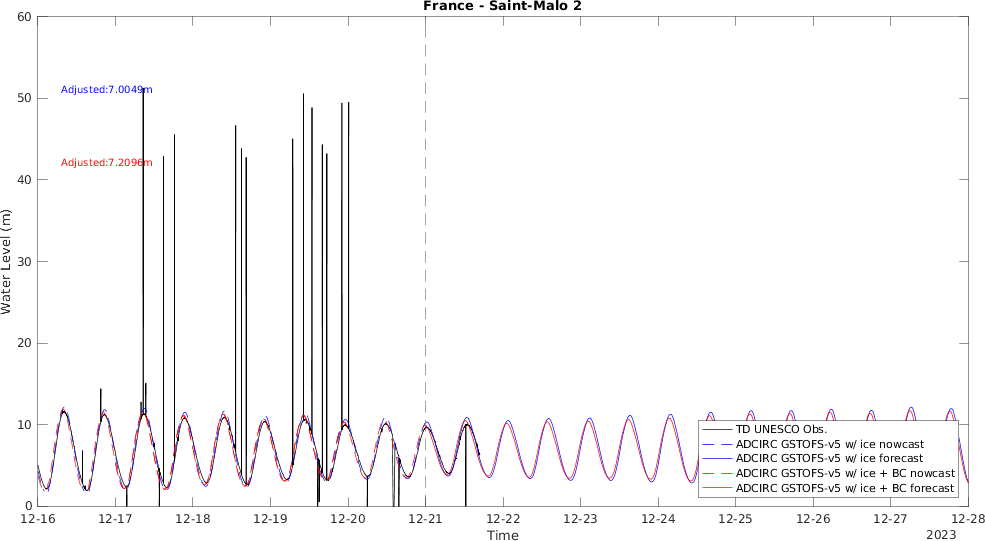 France - Saint-Malo 2
60
50
40
30
20
10
0
Water Level (m)
Adjusted:7.0049m
Adjusted:7.2096m
TD UNESCO Obs.
ADCIRC GSTOFS-v5 w/ ice nowcast
ADCIRC GSTOFS-v5 w/ ice forecast
ADCIRC GSTOFS-v5 w/ ice + BC nowcast
ADCIRC GSTOFS-v5 w/ ice + BC forecast
12-16 12-17 12-18 12-19 12-20 12-21 12-22 12-23 12-24 12-25 12-26 12-27 12-28
Time
2023